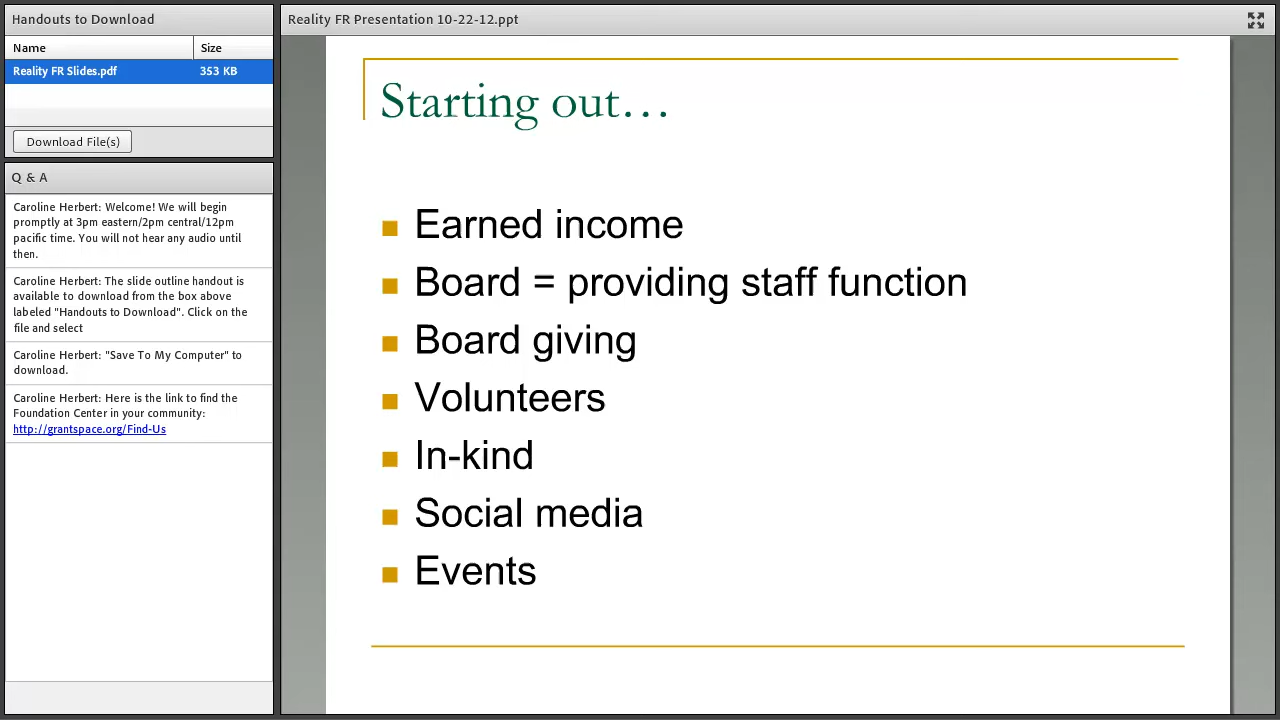 Handouts to Download
Name Size
Reality FR Slides.pdf 353 KB
Download File(s)
Q & A
Caroline Herbert: Welcome! We will begin
promptly at 3pm eastern/2pm central/12pm
pacific time. You will not hear any audio until
then.
Caroline Herbert: The slide outline handout is
available to download from the box above
labeled "Handouts to Download". Click on the
file and select
Caroline Herbert: "Save To My Computer" to
download.
Caroline Herbert: Here is the link to find the
Foundation Center in your community:
http://grantspace.org/Find-Us
Reality FR Presentation 10-22-12.ppt
Starting out…
Earned income
Board = providing staff function
Board giving
Volunteers
In-kind
Social media
Events